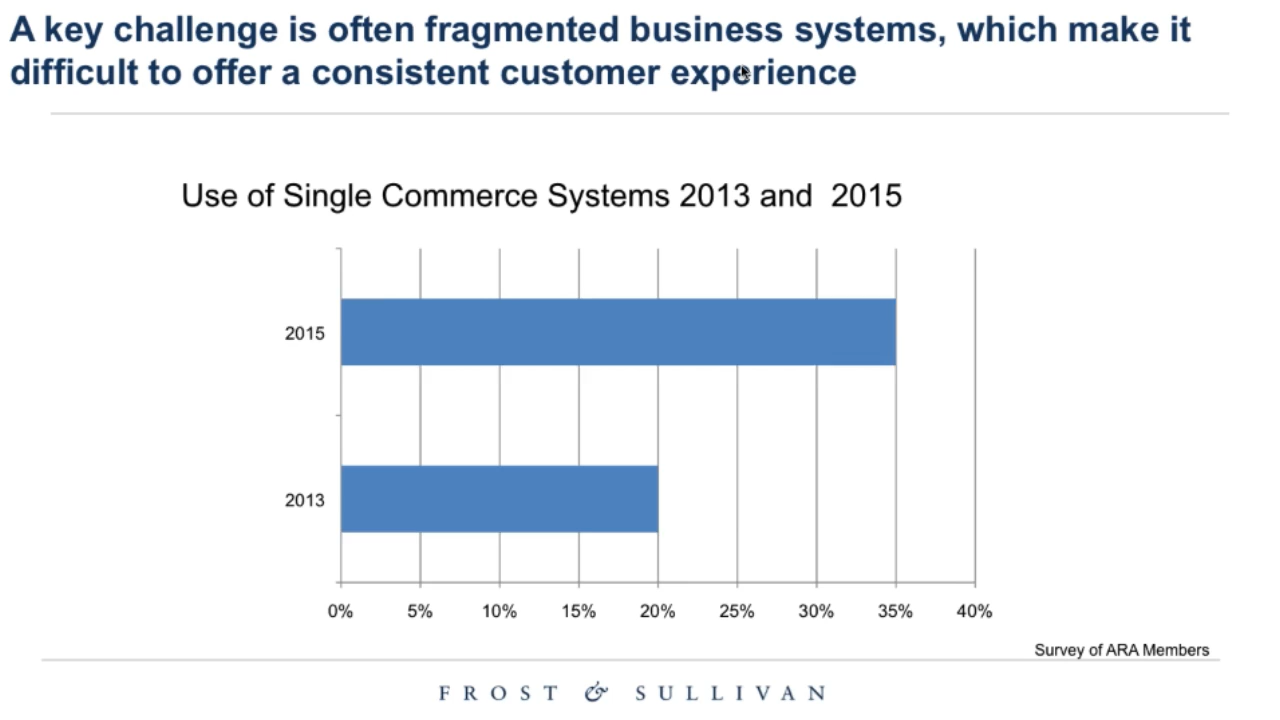 A key challenge is often fragmented business systems, which make it
difficult to offer a consistent customer experience
Use of Single Commerce Systems 2013 and  2015
2015
2013
0% 5% 10% 15% 20% 25% 30% 35% 40%
Survey of ARA Members
FROST & SULLIVAN